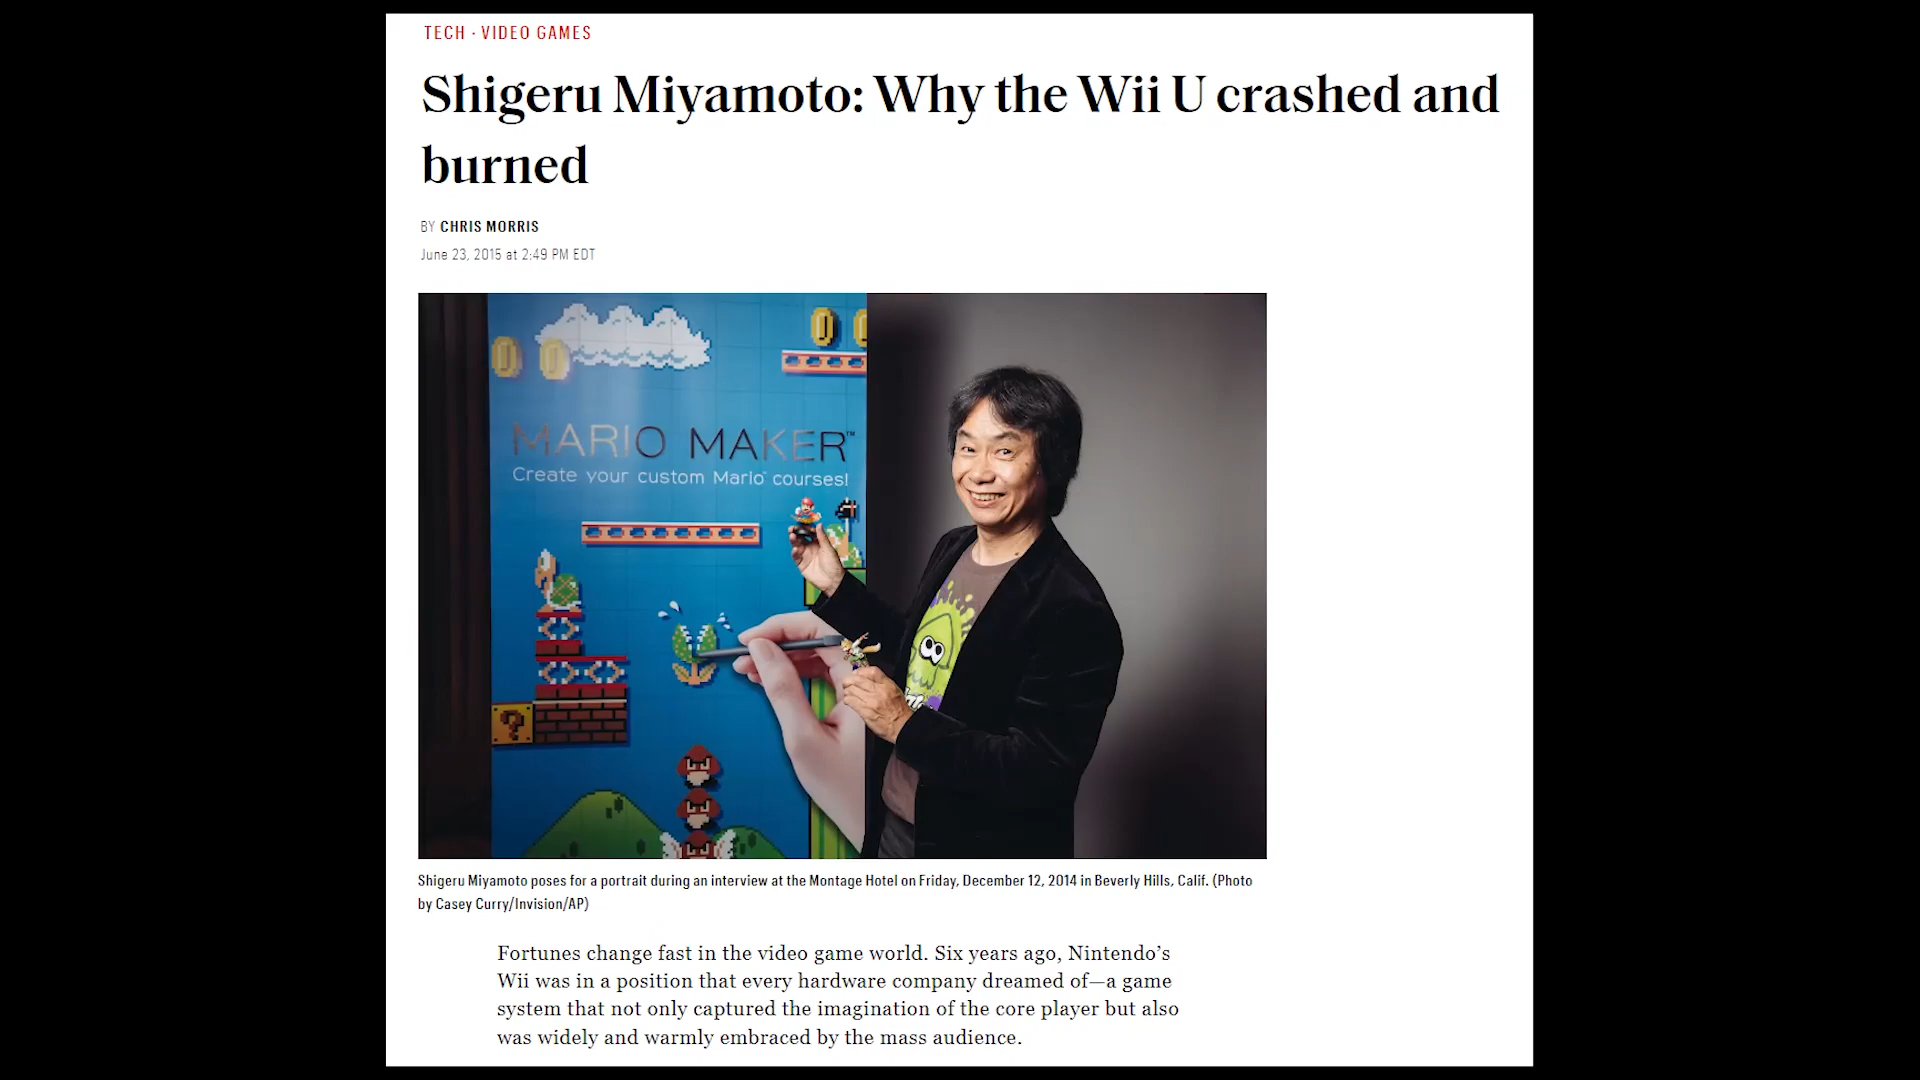 TECH · VIDEO GAMES
Shigeru Miyamoto: Why the Wii U crashed and
burned
BY CHRIS MORRIS
June 23, 2015 at 2:49 PM EDT
MARIO MAKER™
Create your custom Mario™ courses!
Shigeru Miyamoto poses for a portrait during an interview at the Montage Hotel on Friday, December 12, 2014 in Beverly Hills, Calif. (Photo
by Casey Curry/Invision/AP)
Fortunes change fast in the video game world. Six years ago, Nintendo’s
Wii was in a position that every hardware company dreamed of—a game
system that not only captured the imagination of the core player but also
was widely and warmly embraced by the mass audience.